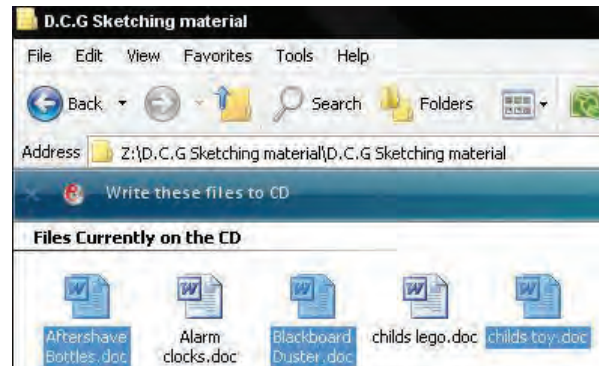 D.C.G Sketching material
File Edit View Favorites Tools Help
Back Search Folders
Address Z:\D.C.G Sketching material\D.C.G Sketching material
Write these files to CD
Files Currently on the CD
Aftershave Bottles.doc
Alarm clocks.doc
Blackboard Duster.doc
childs lego.doc
childs toy.doc